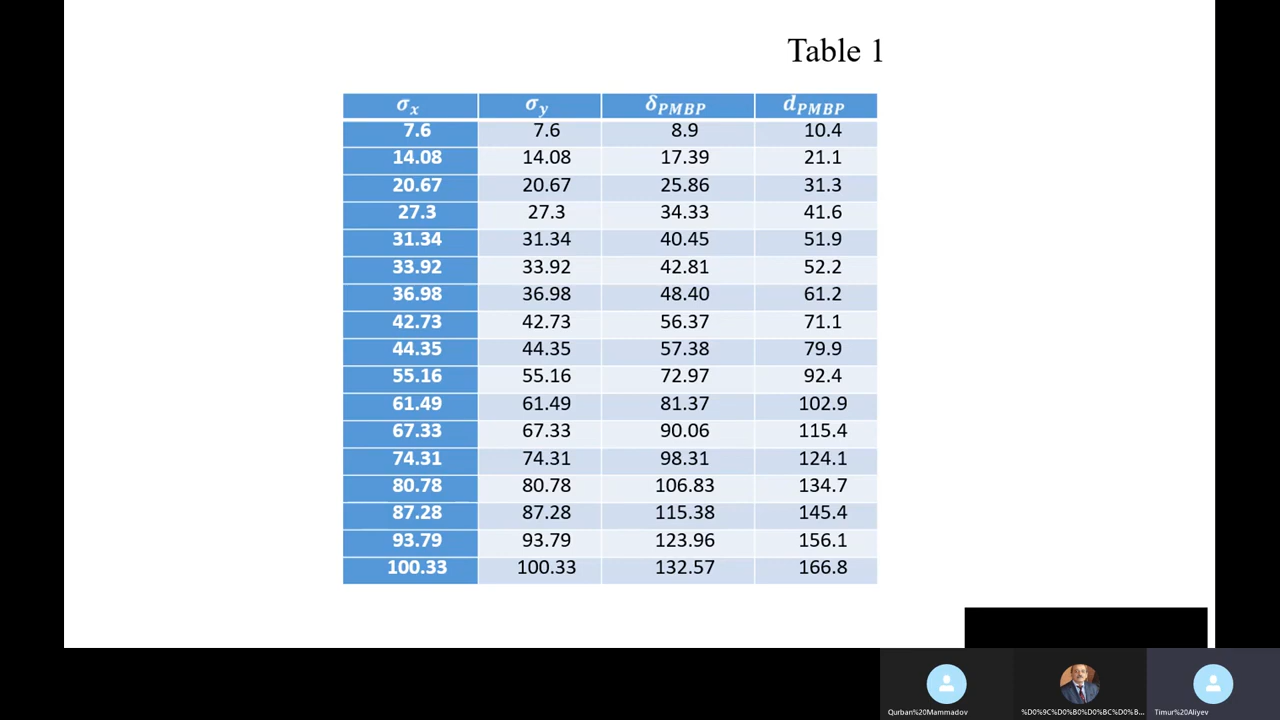 Table 1
σx σy δPMBP dPMBP
7.6 7.6 8.9 10.4
14.08 14.08 17.39 21.1
20.67 20.67 25.86 31.3
27.3 27.3 34.33 41.6
31.34 31.34 40.45 51.9
33.92 33.92 42.81 52.2
36.98 36.98 48.40 61.2
42.73 42.73 56.37 71.1
44.35 44.35 57.38 79.9
55.16 55.16 72.97 92.4
61.49 61.49 81.37 102.9
67.33 67.33 90.06 115.4
74.31 74.31 98.31 124.1
80.78 80.78 106.83 134.7
87.28 87.28 115.38 145.4
93.79 93.79 123.96 156.1
100.33 100.33 132.57 166.8
Qurban%20Mammadov %D0%9C%D0%B0%D0%BC%D0%B... Timur%20Aliyev